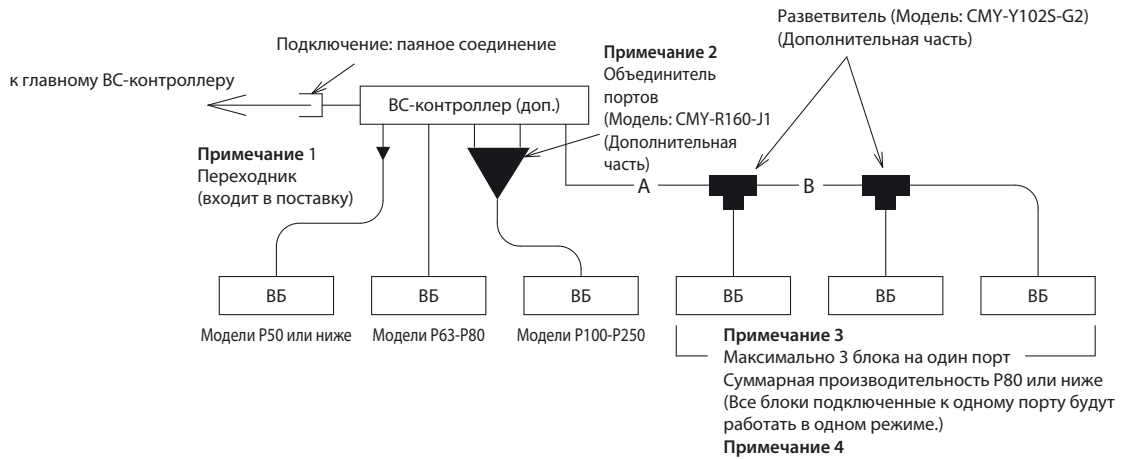 Разветвитель (Модель: CMY-Y102S-G2)
(Дополнительная часть)
Подключение: паяное соединение
Примечание 2
Объединитель
портов
(Модель: CMY-R160-J1
(Дополнительная
часть)
к главному ВС-контроллеру
ВС-контроллер (доп.)
Примечание 1
Переходник
(входит в поставку)
A
B
ВБ
ВБ
ВБ
ВБ
ВБ
ВБ
Модели P50 или ниже
Модели P63-P80
Модели P100-P250
Примечание 3
Максимально 3 блока на один порт
Суммарная производительность P80 или ниже
(Все блоки подключенные к одному порту будут
работать в одном режиме.)
Примечание 4